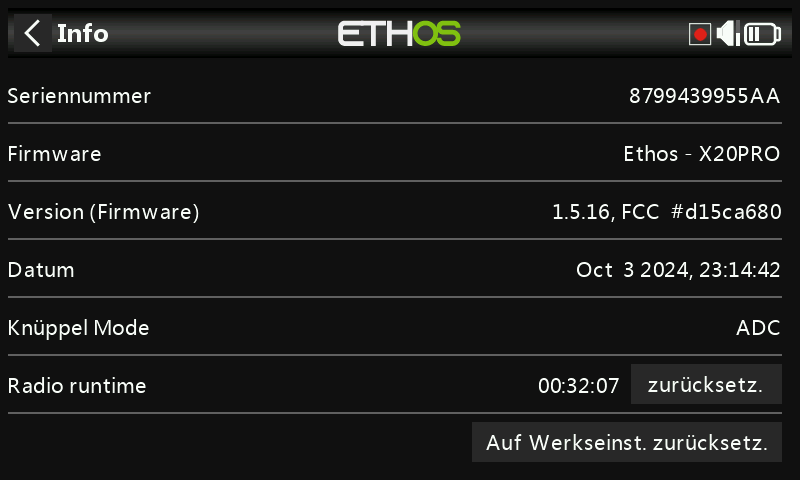 Info
ETHOS
Seriennummer 8799439955AA
Firmware Ethos - X20PRO
Version (Firmware) 1.5.16, FCC #d15ca680
Datum Oct 3 2024, 23:14:42
Knüppel Mode ADC
Radio runtime 00:32:07 zurücksetz.
Auf Werkseinst. zurücksetz.